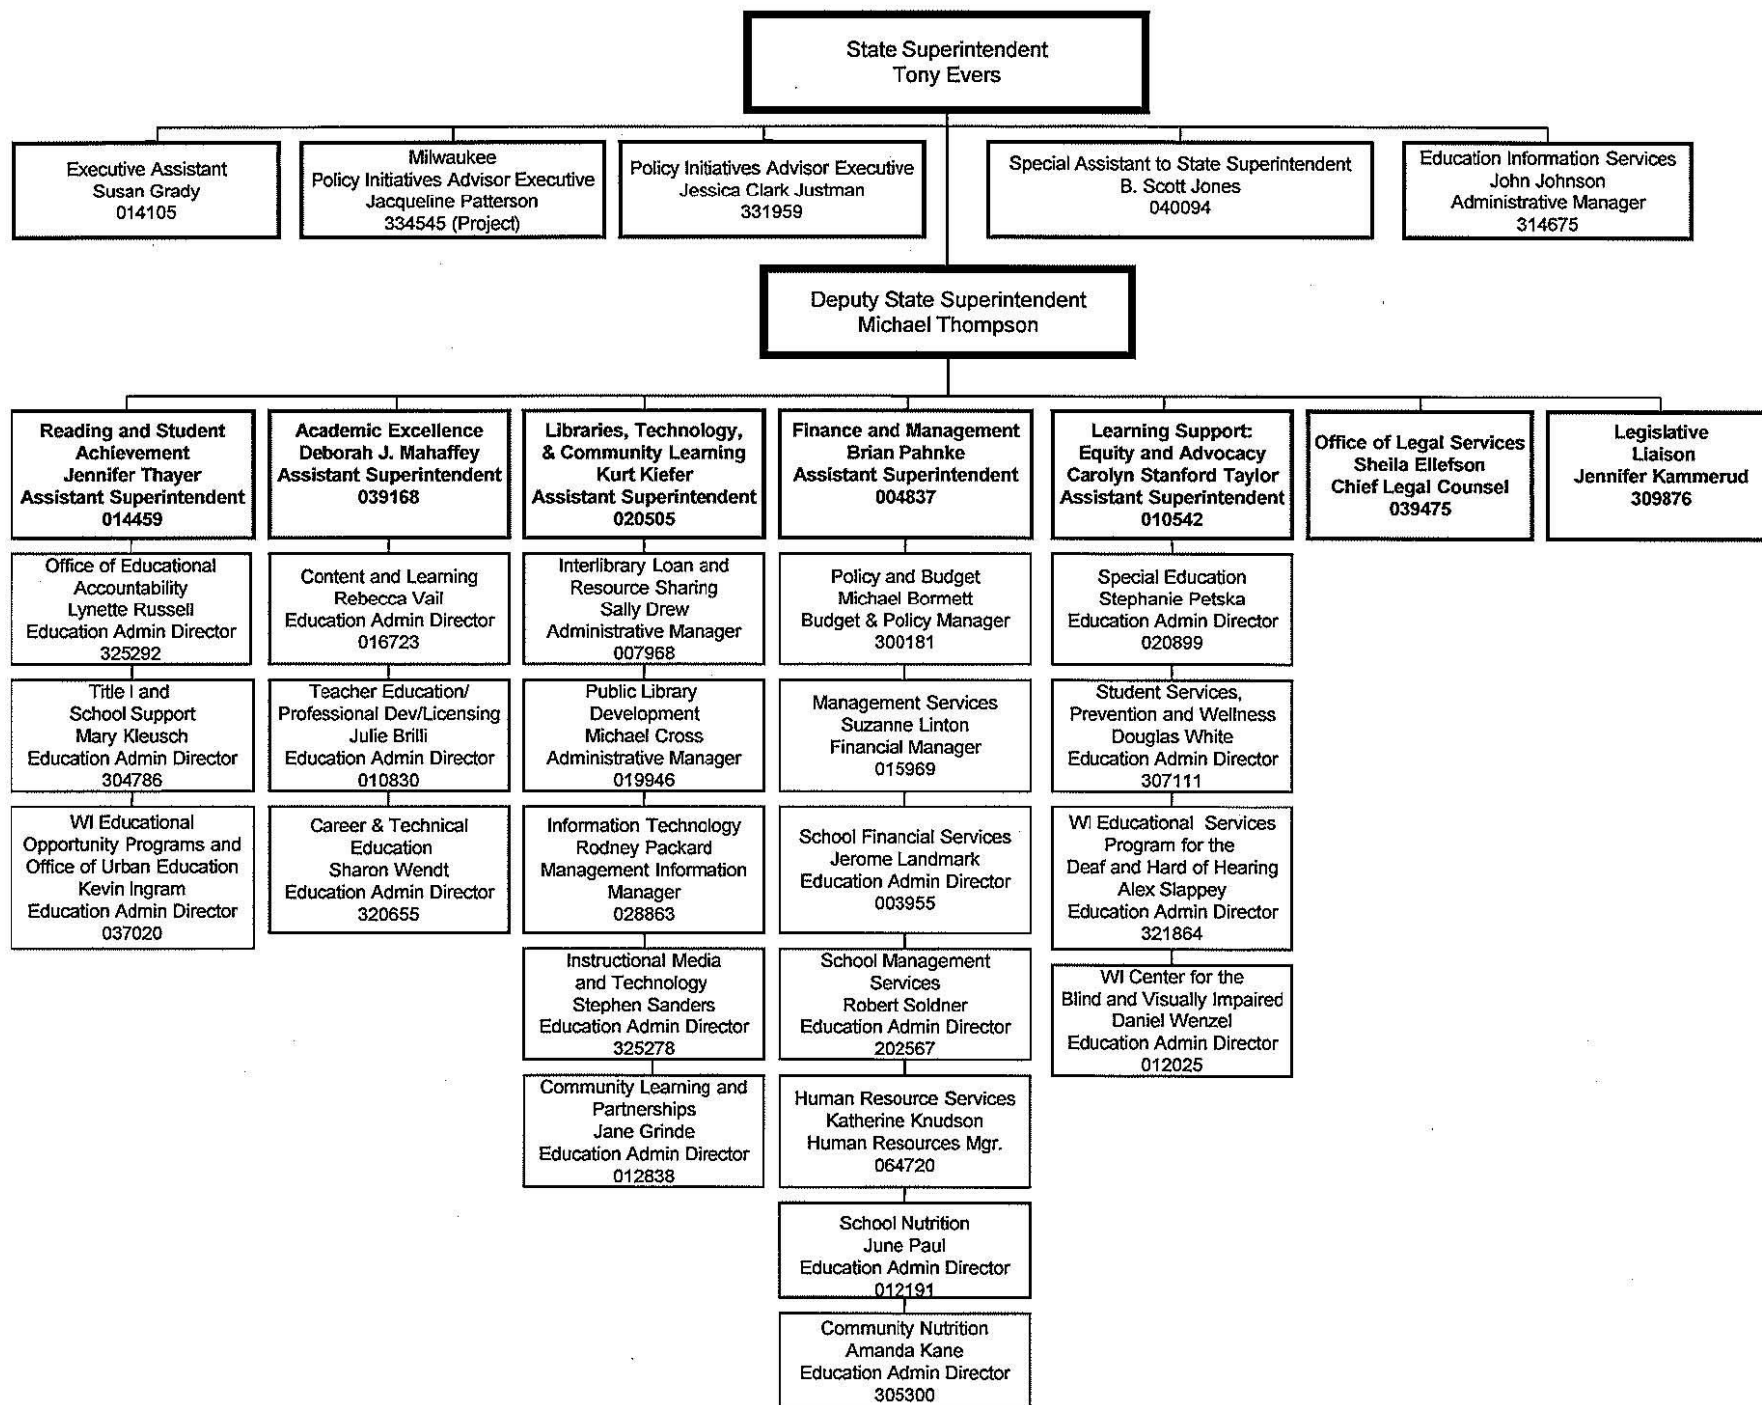 State Superintendent
Tony Evers
Executive Assistant
Susan Grady
014105
Milwaukee
Policy Initiatives Advisor Executive
Jacqueline Patterson
334545 (Project)
Policy Initiatives Advisor Executive
Jessica Clark Justman
331959
Special Assistant to State Superintendent
B. Scott Jones
040094
Education Information Services
John Johnson
Administrative Manager
314675
Deputy State Superintendent
Michael Thompson
Reading and Student
Achievement
Jennifer Thayer
Assistant Superintendent
014459
Academic Excellence
Deborah J. Mahaffey
Assistant Superintendent
039168
Libraries, Technology,
& Community Learning
Kurt Kiefer
Assistant Superintendent
020505
Finance and Management
Brian Pahnke
Assistant Superintendent
004837
Learning Support:
Equity and Advocacy
Carolyn Stanford Taylor
Assistant Superintendent
010542
Office of Legal Services
Sheila Ellefson
Chief Legal Counsel
039475
Legislative
Liaison
Jennifer Kammerud
309876
Office of Educational
Accountability
Lynette Russell
Education Admin Director
325292
Title I and
School Support
Mary Kleusch
Education Admin Director
304786
WI Educational
Opportunity Programs and
Office of Urban Education
Kevin Ingram
Education Admin Director
037020
Content and Learning
Rebecca Vail
Education Admin Director
016723
Teacher Education/
Professional Dev/Licensing
Julie Brilli
Education Admin Director
010830
Career & Technical
Education
Sharon Wendt
Education Admin Director
320655
Interlibrary Loan and
Resource Sharing
Sally Drew
Administrative Manager
007968
Public Library
Development
Michael Cross
Administrative Manager
019946
Information Technology
Rodney Packard
Management Information
Manager
028863
Instructional Media
and Technology
Stephen Sanders
Education Admin Director
325278
Community Learning and
Partnerships
Jane Grinde
Education Admin Director
012838
Policy and Budget
Michael Bormett
Budget & Policy Manager
300181
Management Services
Suzanne Linton
Financial Manager
015969
School Financial Services
Jerome Landmark
Education Admin Director
003955
School Management
Services
Robert Soldner
Education Admin Director
202567
Human Resource Services
Katherine Knudson
Human Resources Mgr.
064720
School Nutrition
June Paul
Education Admin Director
012191
Community Nutrition
Amanda Kane
Education Admin Director
305300
Special Education
Stephanie Petska
Education Admin Director
020899
Student Services,
Prevention and Wellness
Douglas White
Education Admin Director
307111
WI Educational Services
Program for the
Deaf and Hard of Hearing
Alex Slappey
Education Admin Director
321864
WI Center for the
Blind and Visually Impaired
Daniel Wenzel
Education Admin Director
012025